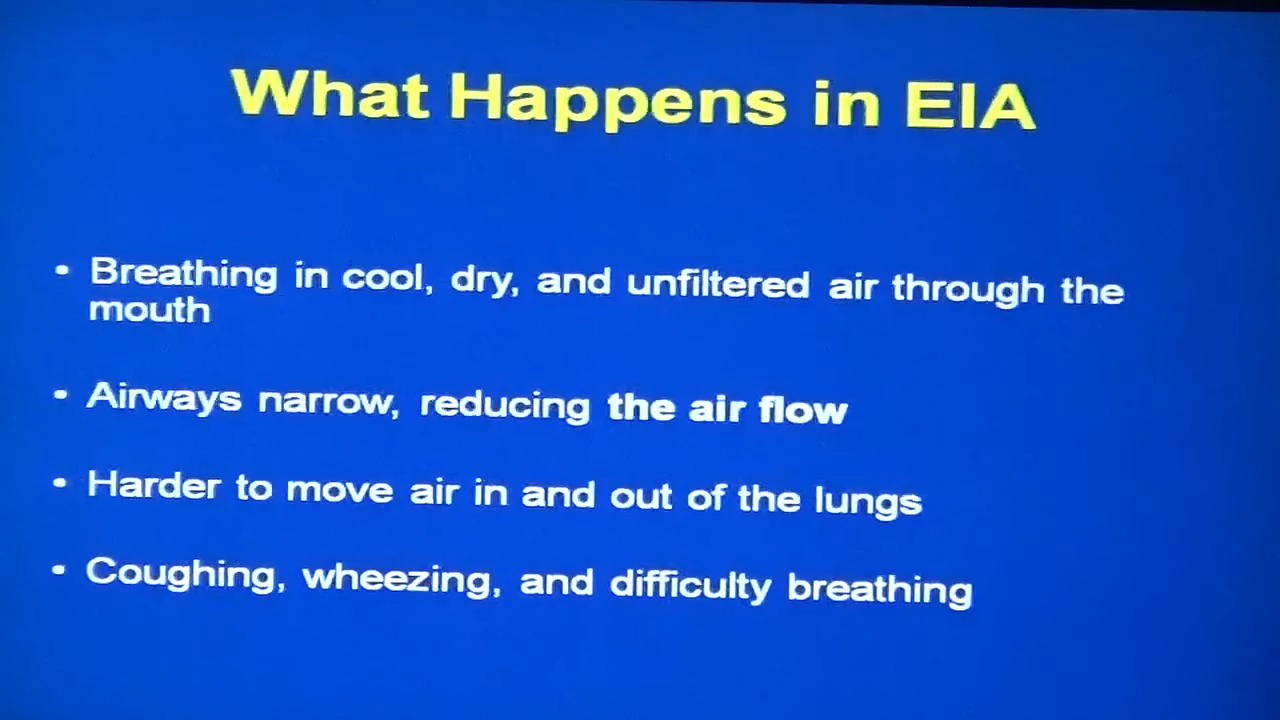 What Happens in EIA
• Breathing in cool, dry, and unfiltered air through the
mouth
• Airways narrow, reducing the air flow
• Harder to move air in and out of the lungs
• Coughing, wheezing, and difficulty breathing